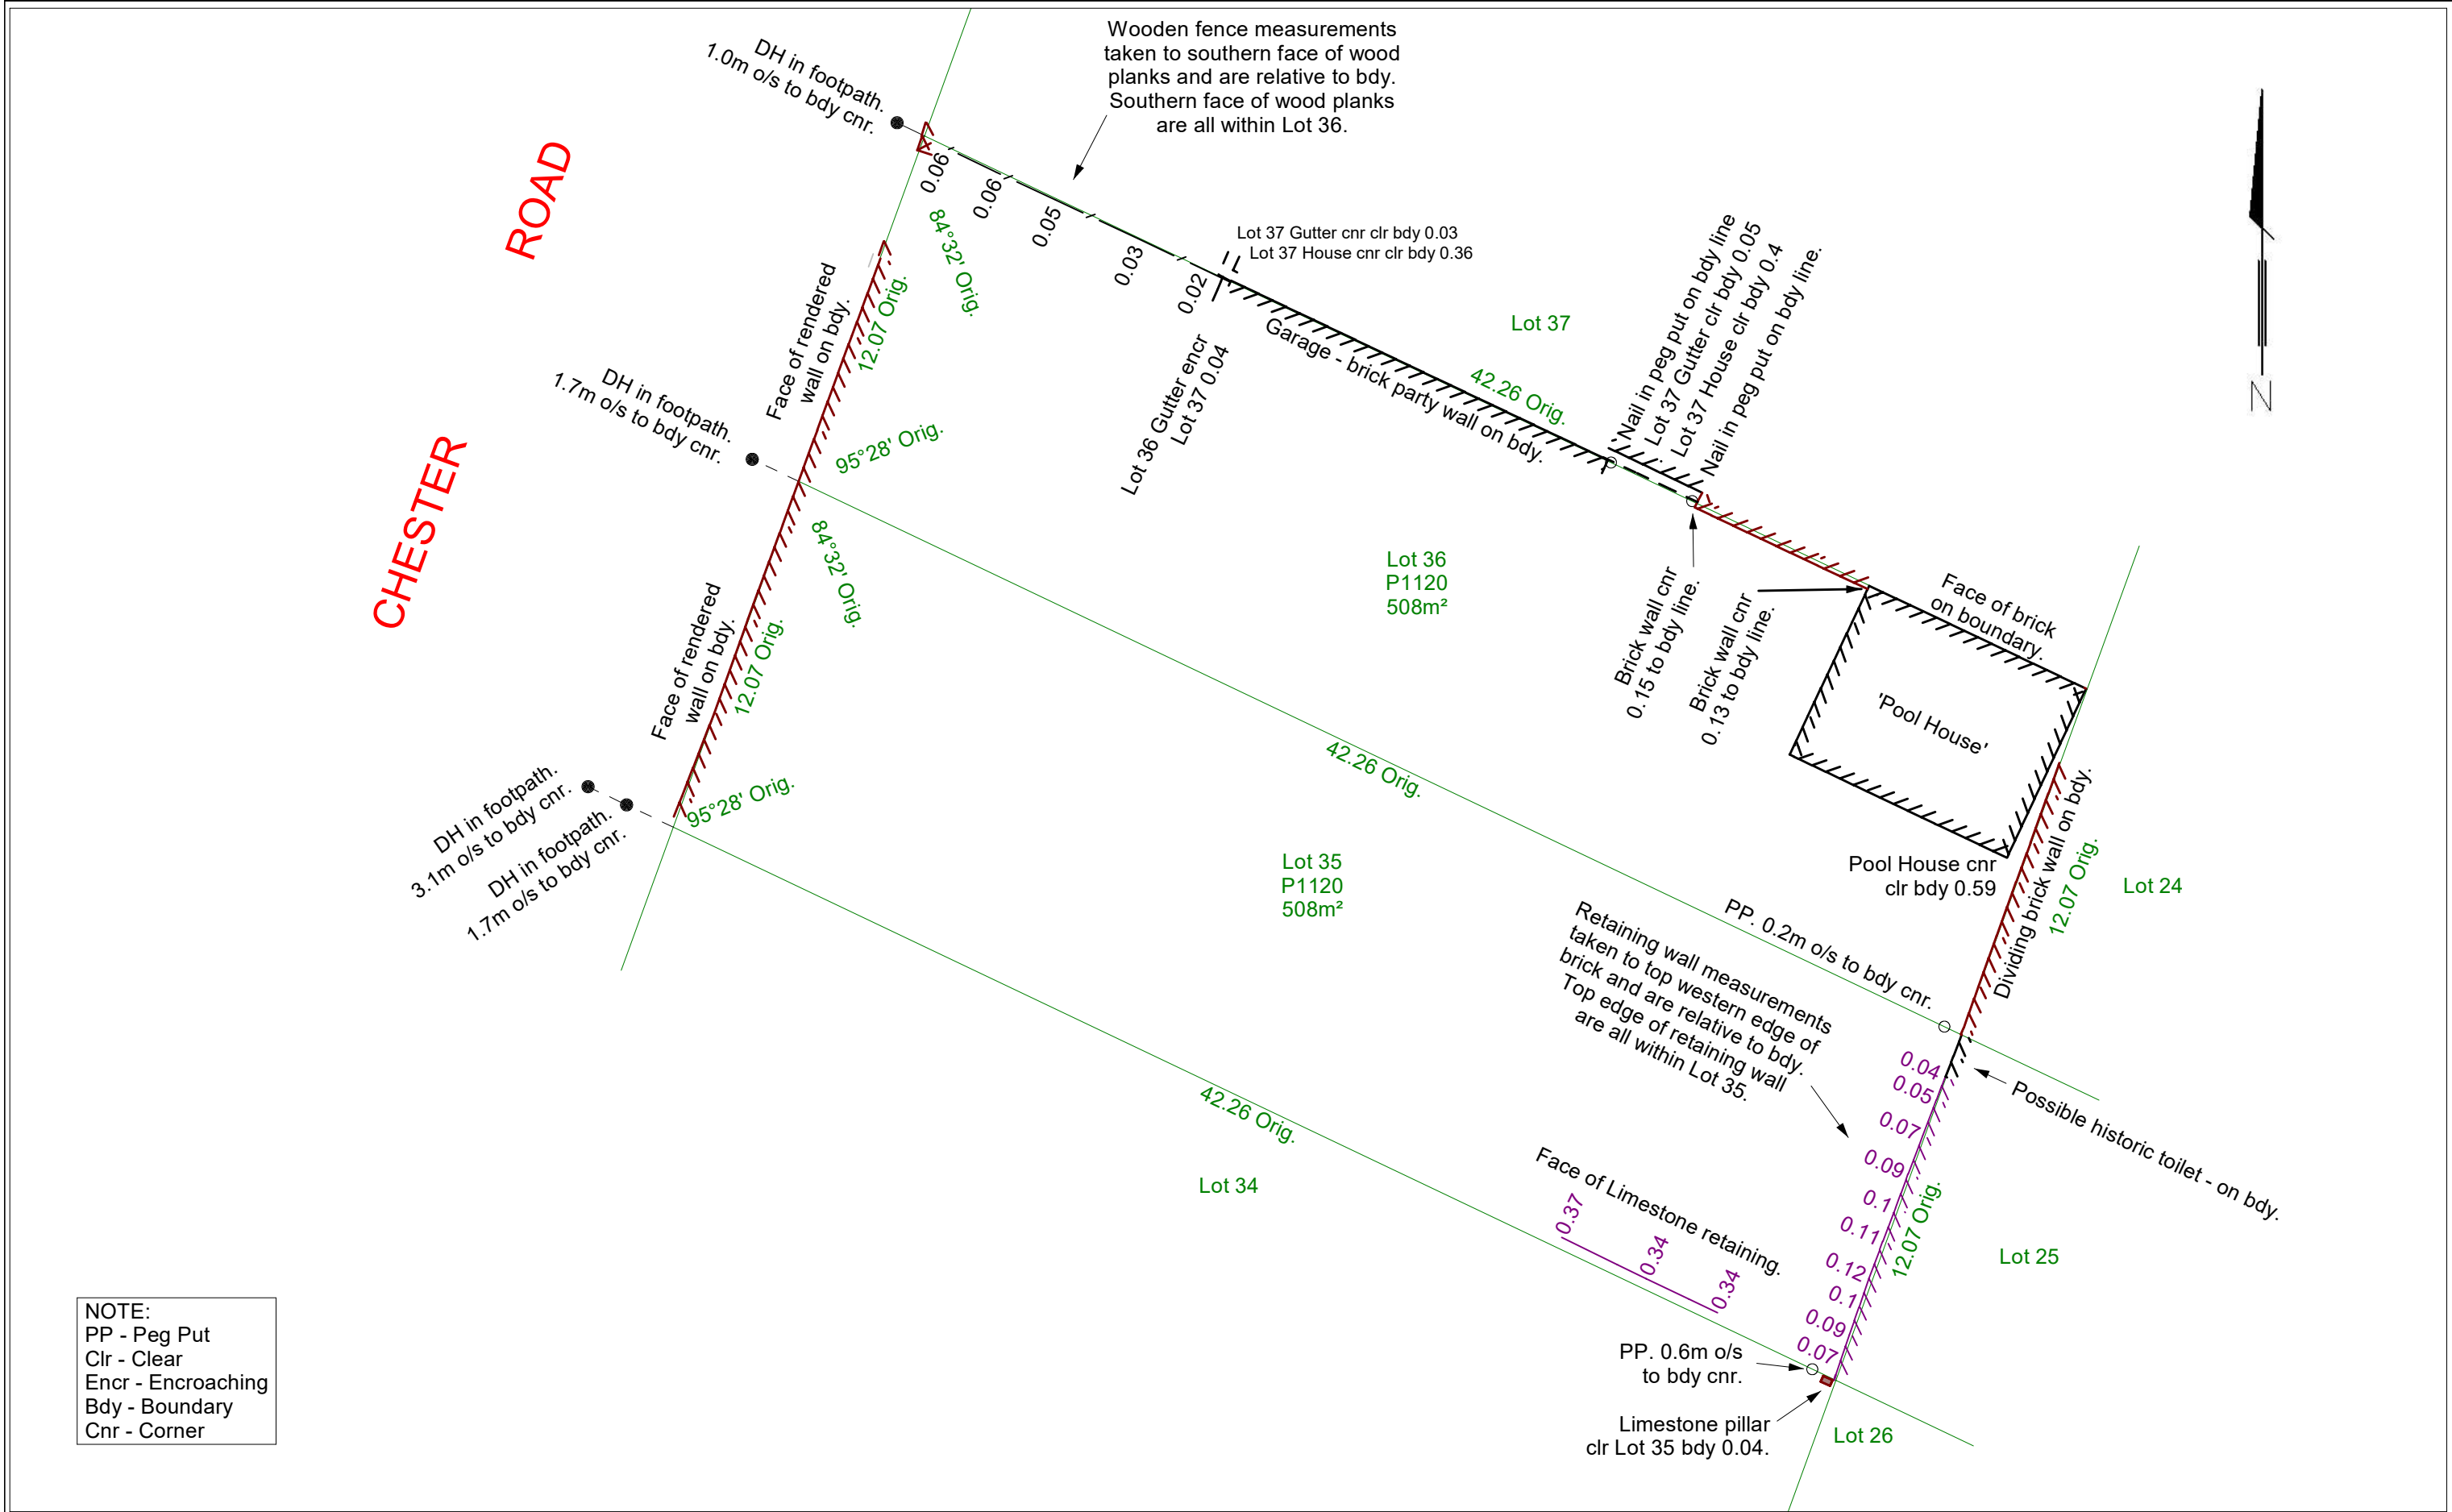 Wooden fence measurements
taken to southern face of wood
planks and are relative to bdy.
Southern face of wood planks
are all within Lot 36.
DH in footpath.
1.0m o/s to bdy cnr.
ROAD
CHESTER
0.06
0.06
0.05
0.03
0.02
84°32' Orig.
Lot 37 Gutter cnr clr bdy 0.03
Lot 37 House cnr clr bdy 0.36
Nail in peg put on bdy line
Lot 37 Gutter clr bdy 0.05
Lot 37 House clr bdy 0.4
Nail in peg put on body line.
Lot 37
Face of rendered
wall on bdy.
12.07 Orig.
Garage - brick party wall on bdy.
42.26 Orig.
Lot 36 Gutter encr
Lot 37 0.04
DH in footpath.
1.7m o/s to bdy cnr.
95°28' Orig.
84°32' Orig.
Lot 36
P1120
508m²
Brick wall cnr
0.15 to bdy line.
Brick wall cnr
0.13 to bdy line.
Face of brick
on boundary.
'Pool House'
Face of rendered
wall on bdy.
12.07 Orig.
42.26 Orig.
95°28' Orig.
DH in footpath.
3.1m o/s to bdy cnr.
DH in footpath.
1.7m o/s to bdy cnr.
Lot 35
P1120
508m²
Pool House cnr
clr bdy 0.59
Dividing brick wall on bdy.
12.07 Orig.
Lot 24
PP. 0.2m o/s to bdy cnr.
Retaining wall measurements
taken to top western edge of
brick and are relative to bdy.
Top edge of retaining wall
are all within Lot 35.
0.04
0.05
0.07
0.09
0.1
0.11
0.12
0.1
0.09
0.07
Possible historic toilet - on bdy.
12.07 Orig.
Lot 25
42.26 Orig.
Lot 34
Face of Limestone retaining.
0.37
0.34
0.34
PP. 0.6m o/s
to bdy cnr.
Limestone pillar
clr Lot 35 bdy 0.04.
Lot 26
N
NOTE:
PP - Peg Put
Clr - Clear
Encr - Encroaching
Bdy - Boundary
Cnr - Corner